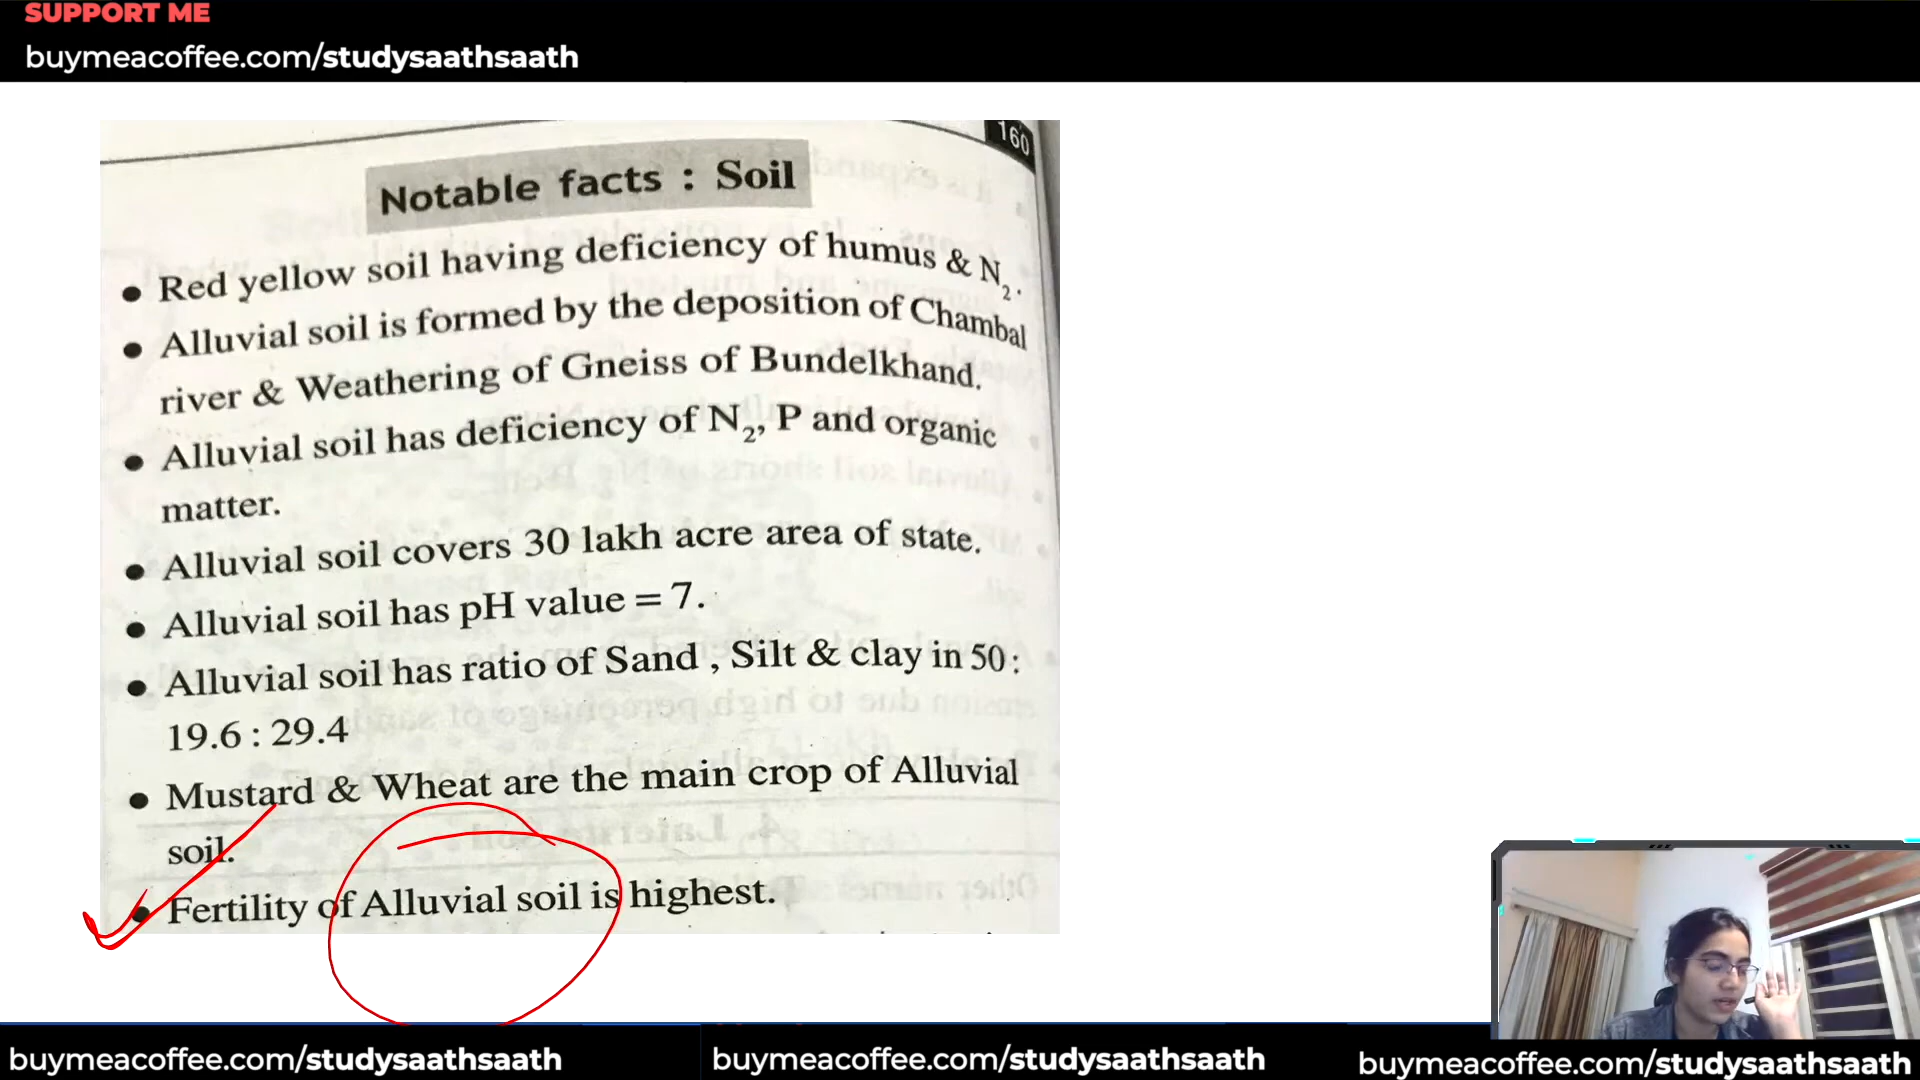 SUPPORT ME
buymeacoffee.com/studysaathsaath
160
Notable facts : Soil
● Red yellow soil having deficiency of humus & N₂.
● Alluvial soil is formed by the deposition of Chambal
river & Weathering of Gneiss of Bundelkhand.
● Alluvial soil has deficiency of N₂, P and organic
matter.
● Alluvial soil covers 30 lakh acre area of state.
● Alluvial soil has pH value = 7.
● Alluvial soil has ratio of Sand , Silt & clay in 50 :
19.6 : 29.4
● Mustard & Wheat are the main crop of Alluvial
soil.
● Fertility of Alluvial soil is highest.
buymeacoffee.com/studysaathsaath buymeacoffee.com/studysaathsaath buymeacoffee.com/studysaathsaath